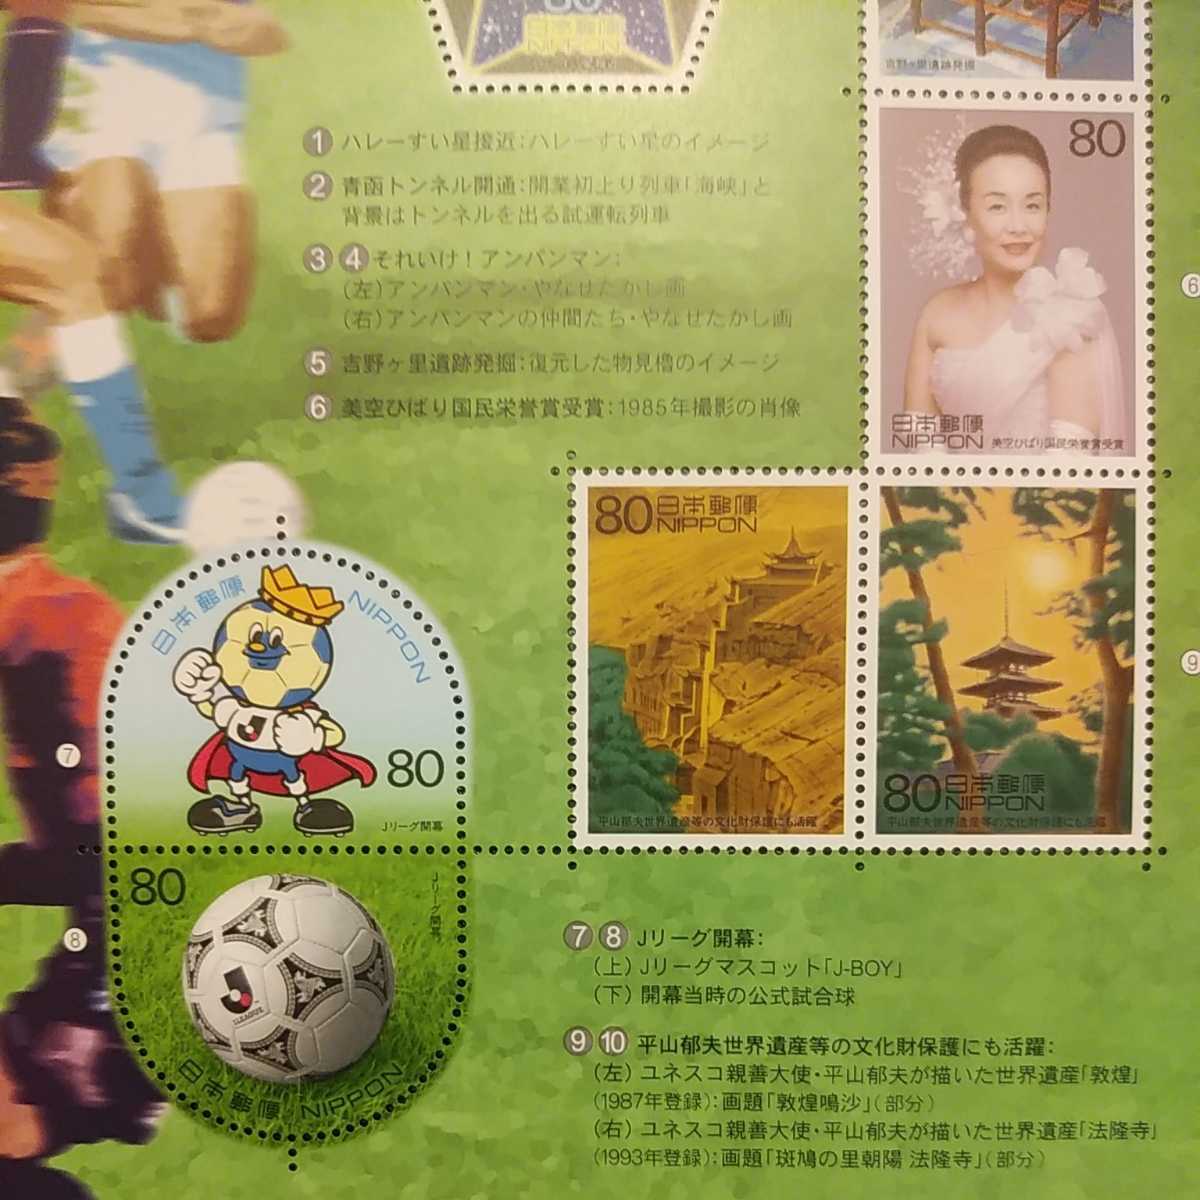 80
日本郵便
NIPPON
吉野ヶ里遺跡発掘
❶ ハレーすい星接近:ハレーすい星のイメージ
❷ 青函トンネル開通:開業初上り列車「海峡」と
背景はトンネルを出る試運転列車
❸❹それいけ!アンパンマン:
(左)アンパンマン・やなせたかし画
(右)アンパンマンの仲間たち・やなせたかし画
❺ 吉野ヶ里遺跡発掘:復元した物見櫓のイメージ
❻ 美空ひばり国民栄誉賞受賞:1985年撮影の肖像
80
日本郵便
NIPPON
美空ひばり国民栄誉賞受賞
⑥
80 日本郵便
NIPPON
平山郁夫世界遺産等の文化財保護にも活躍
80 日本郵便
NIPPON
平山郁夫世界遺産等の文化財保護にも活躍
⑨
日本郵便 NIPPON
80
Jリーグ開幕
⑦
80
Jリーグ開幕
J.LEAGUE
日本郵便 NIPPON
⑧
❼❽ Jリーグ開幕:
(上)Jリーグマスコット「J-BOY」
(下)開幕当時の公式試合球
❾❿ 平山郁夫世界遺産等の文化財保護にも活躍:
(左)ユネスコ親善大使・平山郁夫が描いた世界遺産「敦煌」
(1987年登録):画題「敦煌鳴沙」(部分)
(右)ユネスコ親善大使・平山郁夫が描いた世界遺産「法隆寺」
(1993年登録):画題「斑鳩の里朝陽 法隆寺」(部分)